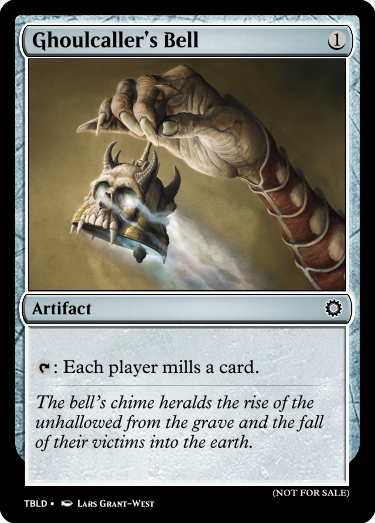 Ghoulcaller's Bell 1
Artifact
: Each player mills a card.
The bell's chime heralds the rise of the
unhallowed from the grave and the fall
of their victims into the earth.
TBLD • Lars Grant-West
(NOT FOR SALE)